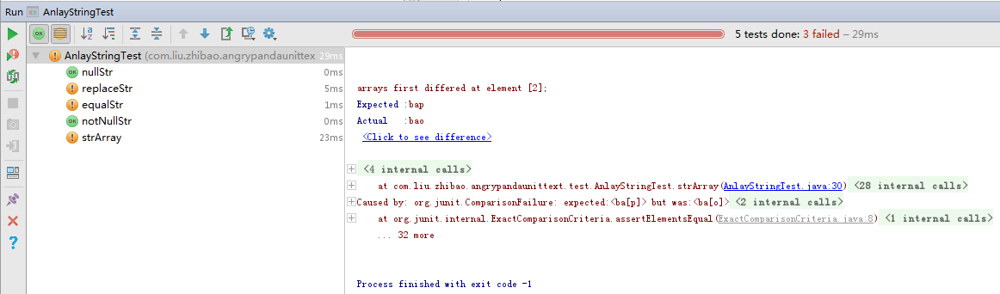 Run AnlayStringTest
5 tests done: 3 failed – 29ms
AnlayStringTest (com.liu.zhibao.angrypandaunittex 29ms
nullStr 0ms
replaceStr 5ms
equalStr 1ms
notNullStr 0ms
strArray 23ms
arrays first differed at element [2];
Expected :bap
Actual :bao
<Click to see difference>
<4 internal calls>
at com.liu.zhibao.angrypandaunittext.test.AnlayStringTest.strArray(AnlayStringTest.java:30) <28 internal calls>
Caused by: org.junit.ComparisonFailure: expected:<ba[p]> but was:<ba[o]> <2 internal calls>
at org.junit.internal.ExactComparisonCriteria.assertElementsEqual(ExactComparisonCriteria.java:8) <1 internal calls>
... 32 more
Process finished with exit code -1